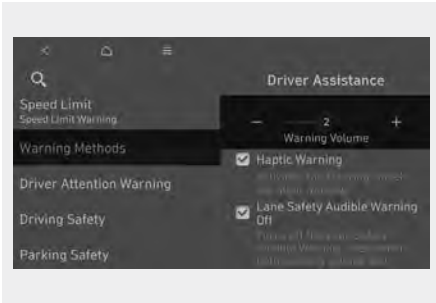 Driver Assistance
Speed Limit
Speed Limit Warning
Warning Methods
Driver Attention Warning
Driving Safety
Parking Safety
− 2 +
Warning Volume
Haptic Warning
Lane Safety Audible Warning
Off